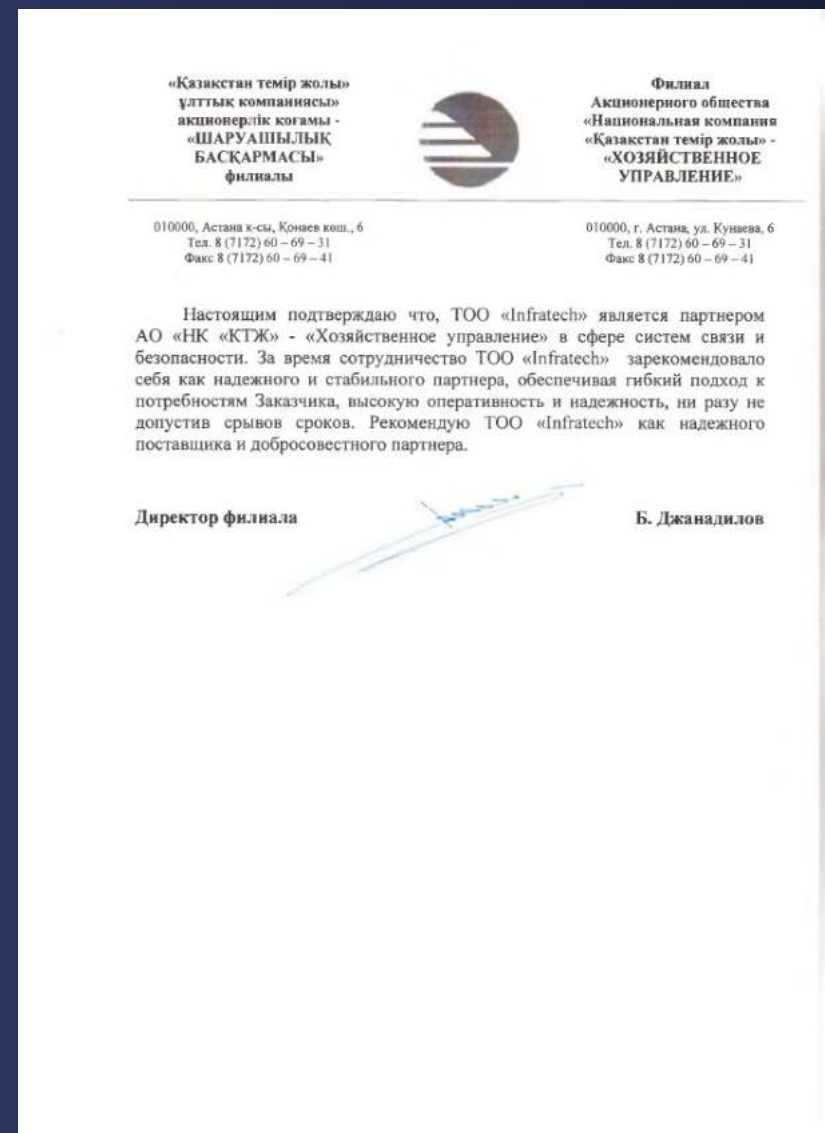 «Қазақстан темір жолы»
ұлттық компаниясы»
акционерлік қоғамы -
«ШАРУАШЫЛЫҚ
БАСҚАРМАСЫ»
филиалы
Филиал
Акционерного общества
«Национальная компания
«Қазақстан темір жолы» -
«ХОЗЯЙСТВЕННОЕ
УПРАВЛЕНИЕ»
010000, Астана к-сы, Қонаев көш., 6
Тел. 8 (7172) 60 – 69 – 31
Факс 8 (7172) 60 – 69 – 41
010000, г. Астана, ул. Кунаева, 6
Тел. 8 (7172) 60 – 69 – 31
Факс 8 (7172) 60 – 69 – 41
Настоящим подтверждаю что, ТОО «Infratech» является партнером
АО «НК «КТЖ» - «Хозяйственное управление» в сфере систем связи и
безопасности. За время сотрудничество ТОО «Infratech» зарекомендовало
себя как надежного и стабильного партнера, обеспечивая гибкий подход к
потребностям Заказчика, высокую оперативность и надежность, ни разу не
допустив срывов сроков. Рекомендую ТОО «Infratech» как надежного
поставщика и добросовестного партнера.
Директор филиала
Б. Джанадилов